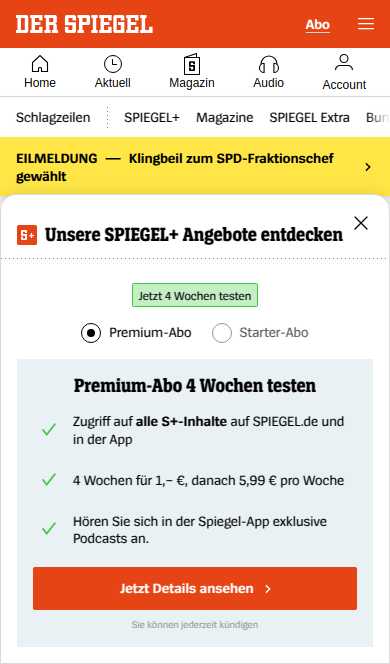 DER SPIEGEL
Abo
Home
Aktuell
Magazin
Audio
Account
Schlagzeilen
SPIEGEL+
Magazine
SPIEGEL Extra
EILMELDUNG — Klingbeil zum SPD-Fraktionschef
gewählt
S+ Unsere SPIEGEL+ Angebote entdecken
Jetzt 4 Wochen testen
Premium-Abo
Starter-Abo
Premium-Abo 4 Wochen testen
Zugriff auf alle S+-Inhalte auf SPIEGEL.de und
in der App
4 Wochen für 1,– €, danach 5,99 € pro Woche
Hören Sie sich in der Spiegel-App exklusive
Podcasts an.
Jetzt Details ansehen
Sie können jederzeit kündigen